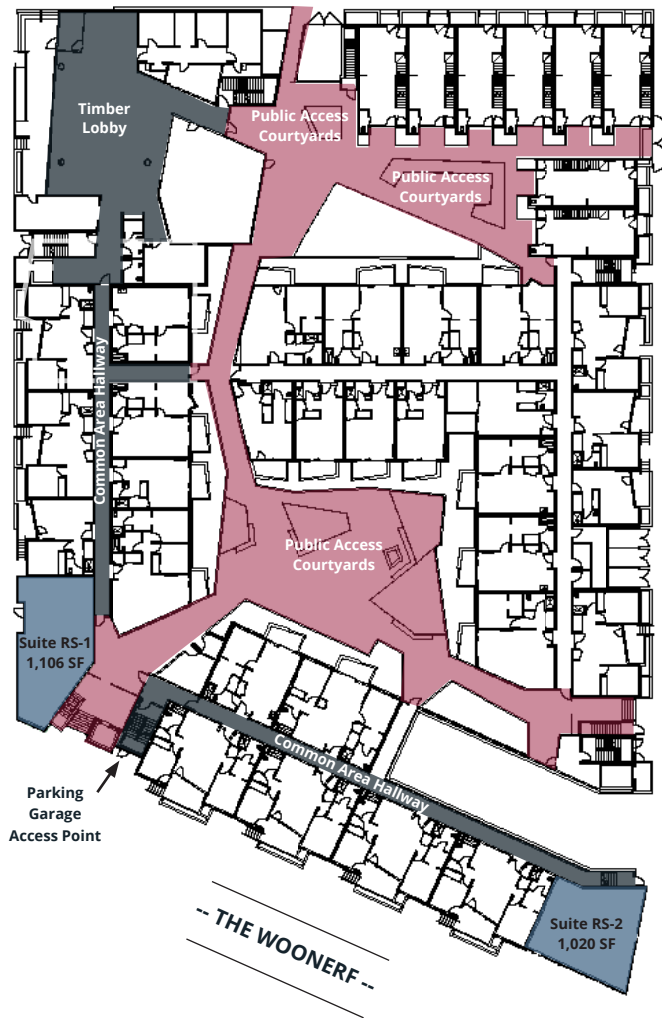 Timber
Lobby
Public Access
Courtyards
Public Access
Courtyards
Common Area Hallway
Public Access
Courtyards
Suite RS-1
1,106 SF
Common Area Hallway
Parking
Garage
Access Point
Suite RS-2
1,020 SF
-- THE WOONERF --